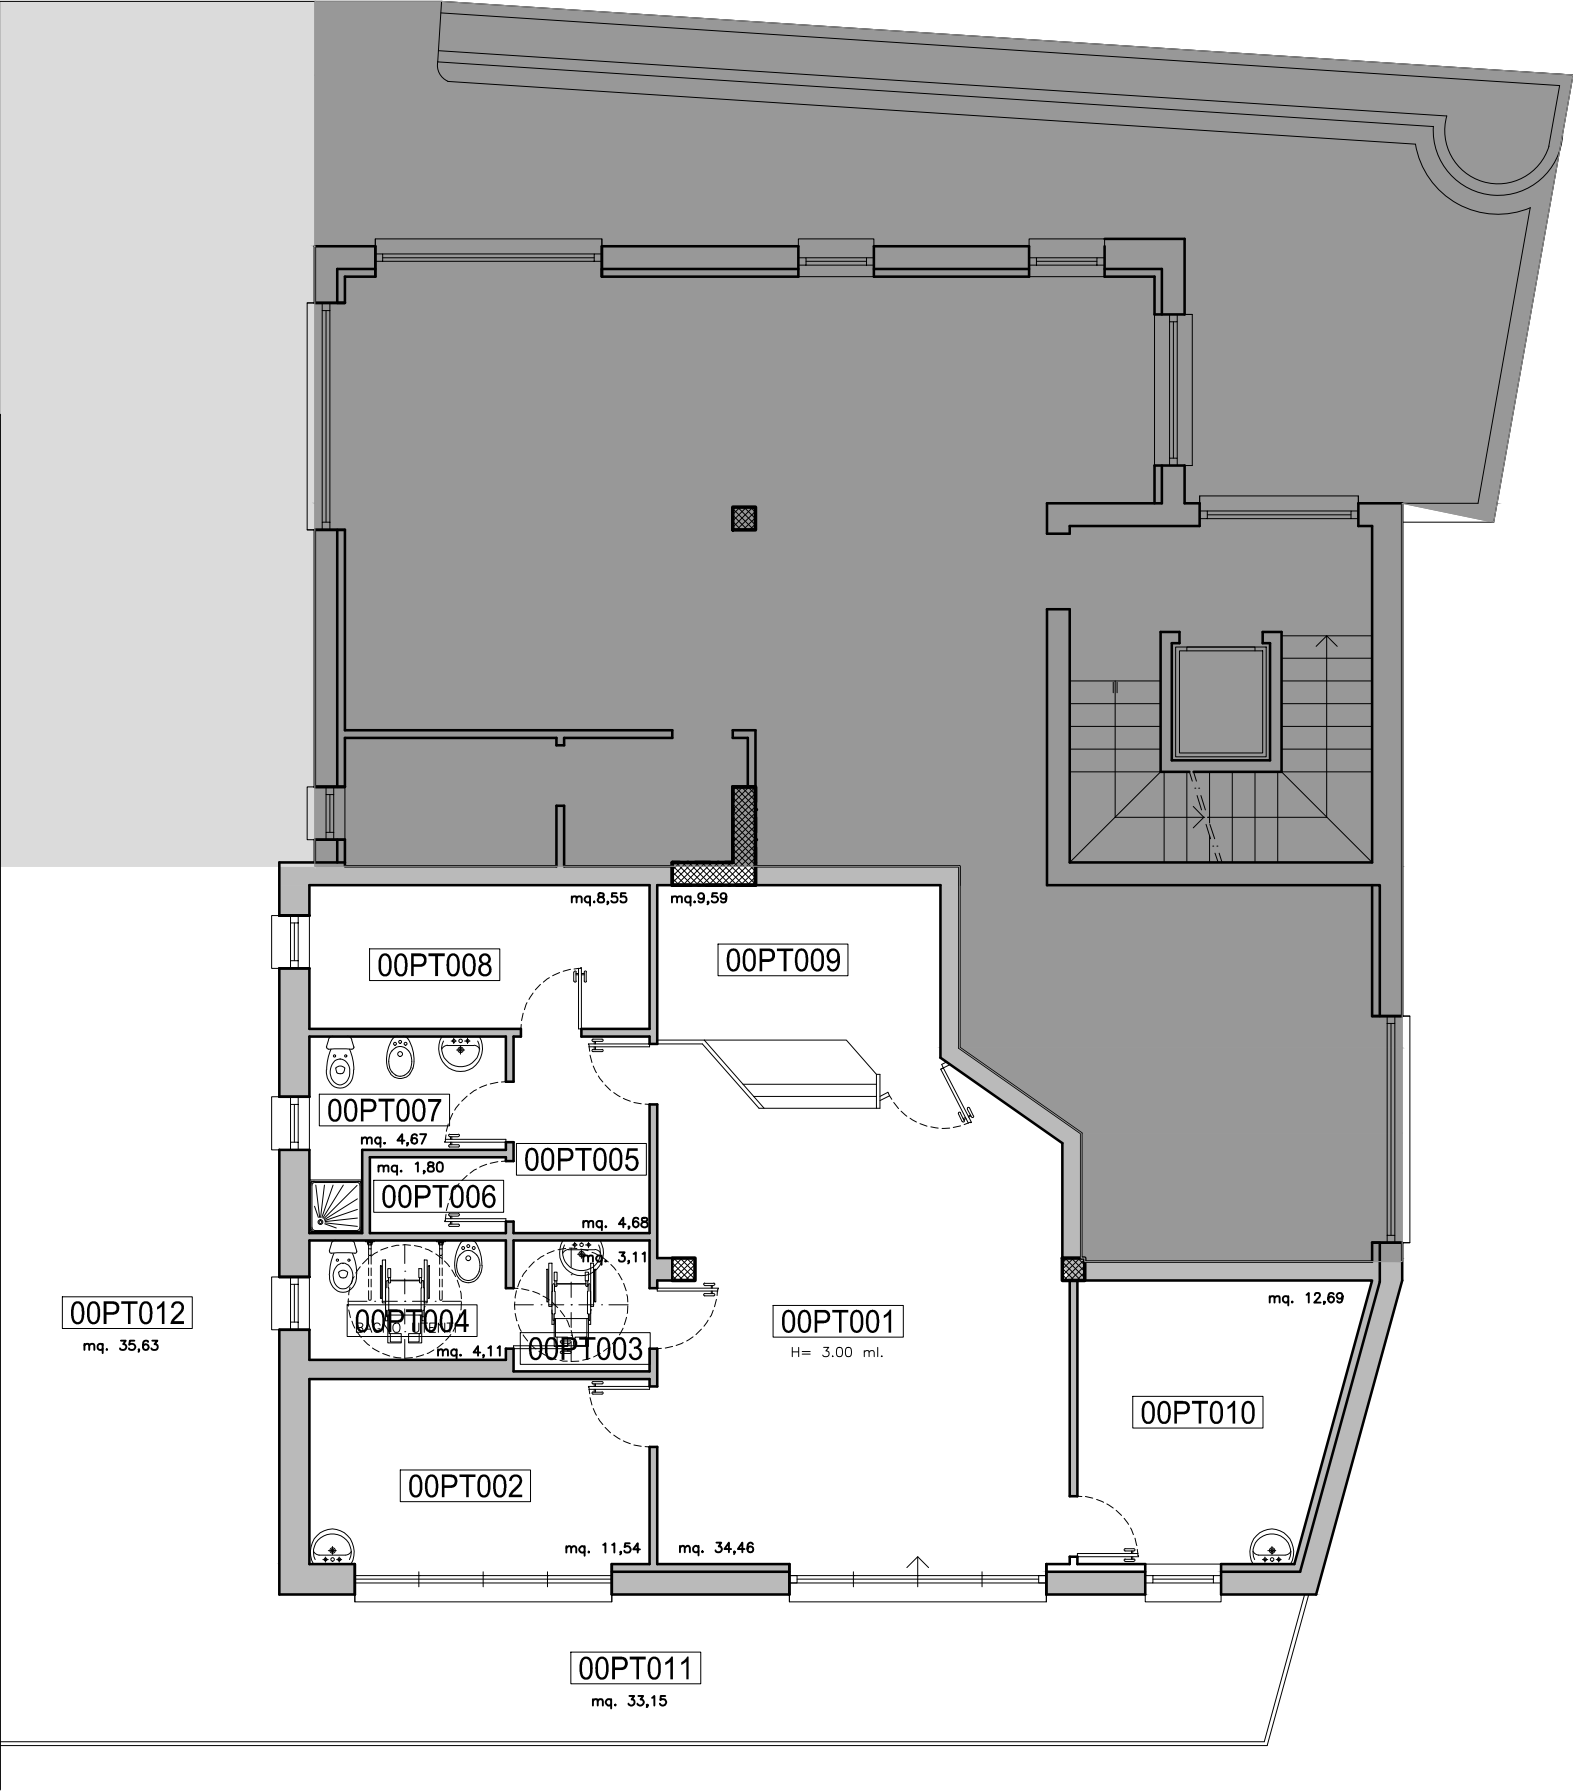 mq.8,55
mq.9,59
00PT008
00PT009
00PT007
mq. 4,67
00PT005
mq. 1,80
00PT006
mq. 4,68
mq. 3,11
00PT012
mq. 35,63
00PT004
BAGNO UTENTI
mq. 4,11
00PT003
00PT001
H= 3.00 ml.
mq. 12,69
00PT010
00PT002
mq. 11,54
mq. 34,46
00PT011
mq. 33,15